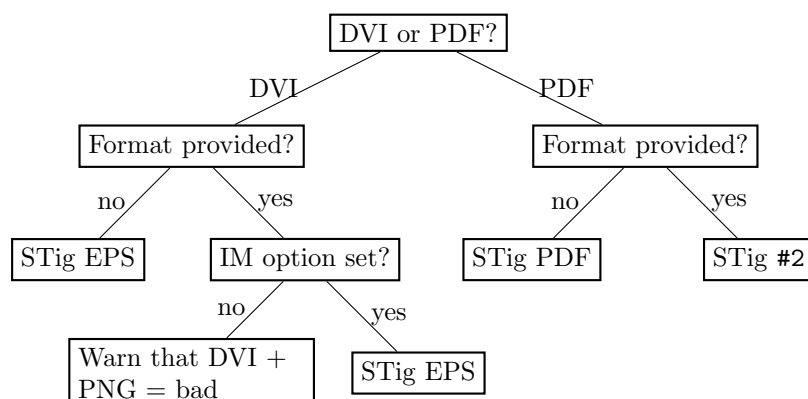 DVI or PDF?
DVI
PDF
Format provided?
Format provided?
no
yes
no
yes
STig EPS
IM option set?
STig PDF
STig #2
no
yes
Warn that DVI +
PNG = bad
STig EPS